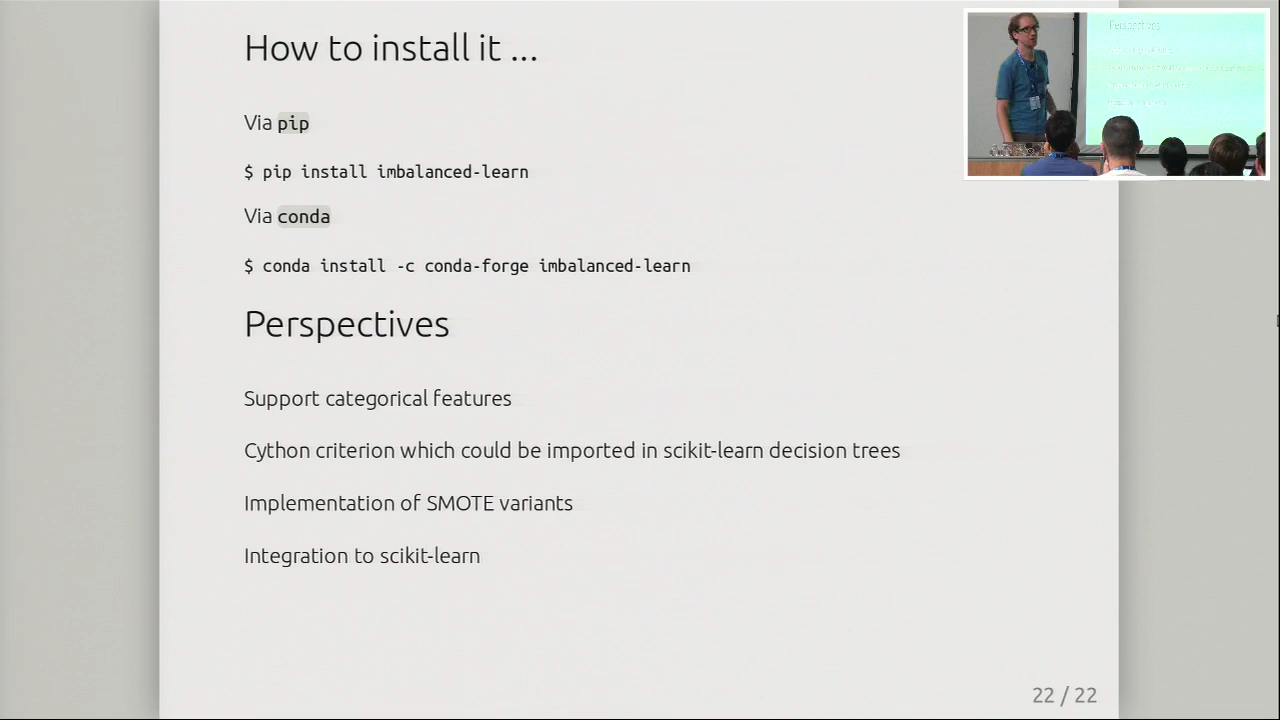 How to install it ...
Via pip
$ pip install imbalanced-learn
Via conda
$ conda install -c conda-forge imbalanced-learn
Perspectives
Support categorical features
Cython criterion which could be imported in scikit-learn decision trees
Implementation of SMOTE variants
Integration to scikit-learn
22 / 22
Perspectives